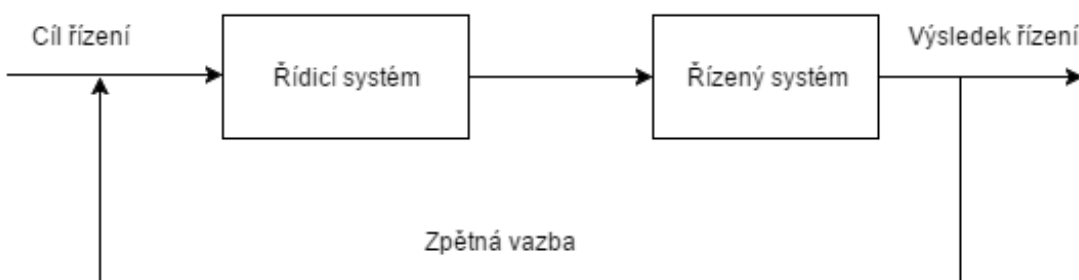 Cíl řízení
Výsledek řízení
Řídicí systém
Řízený systém
Zpětná vazba